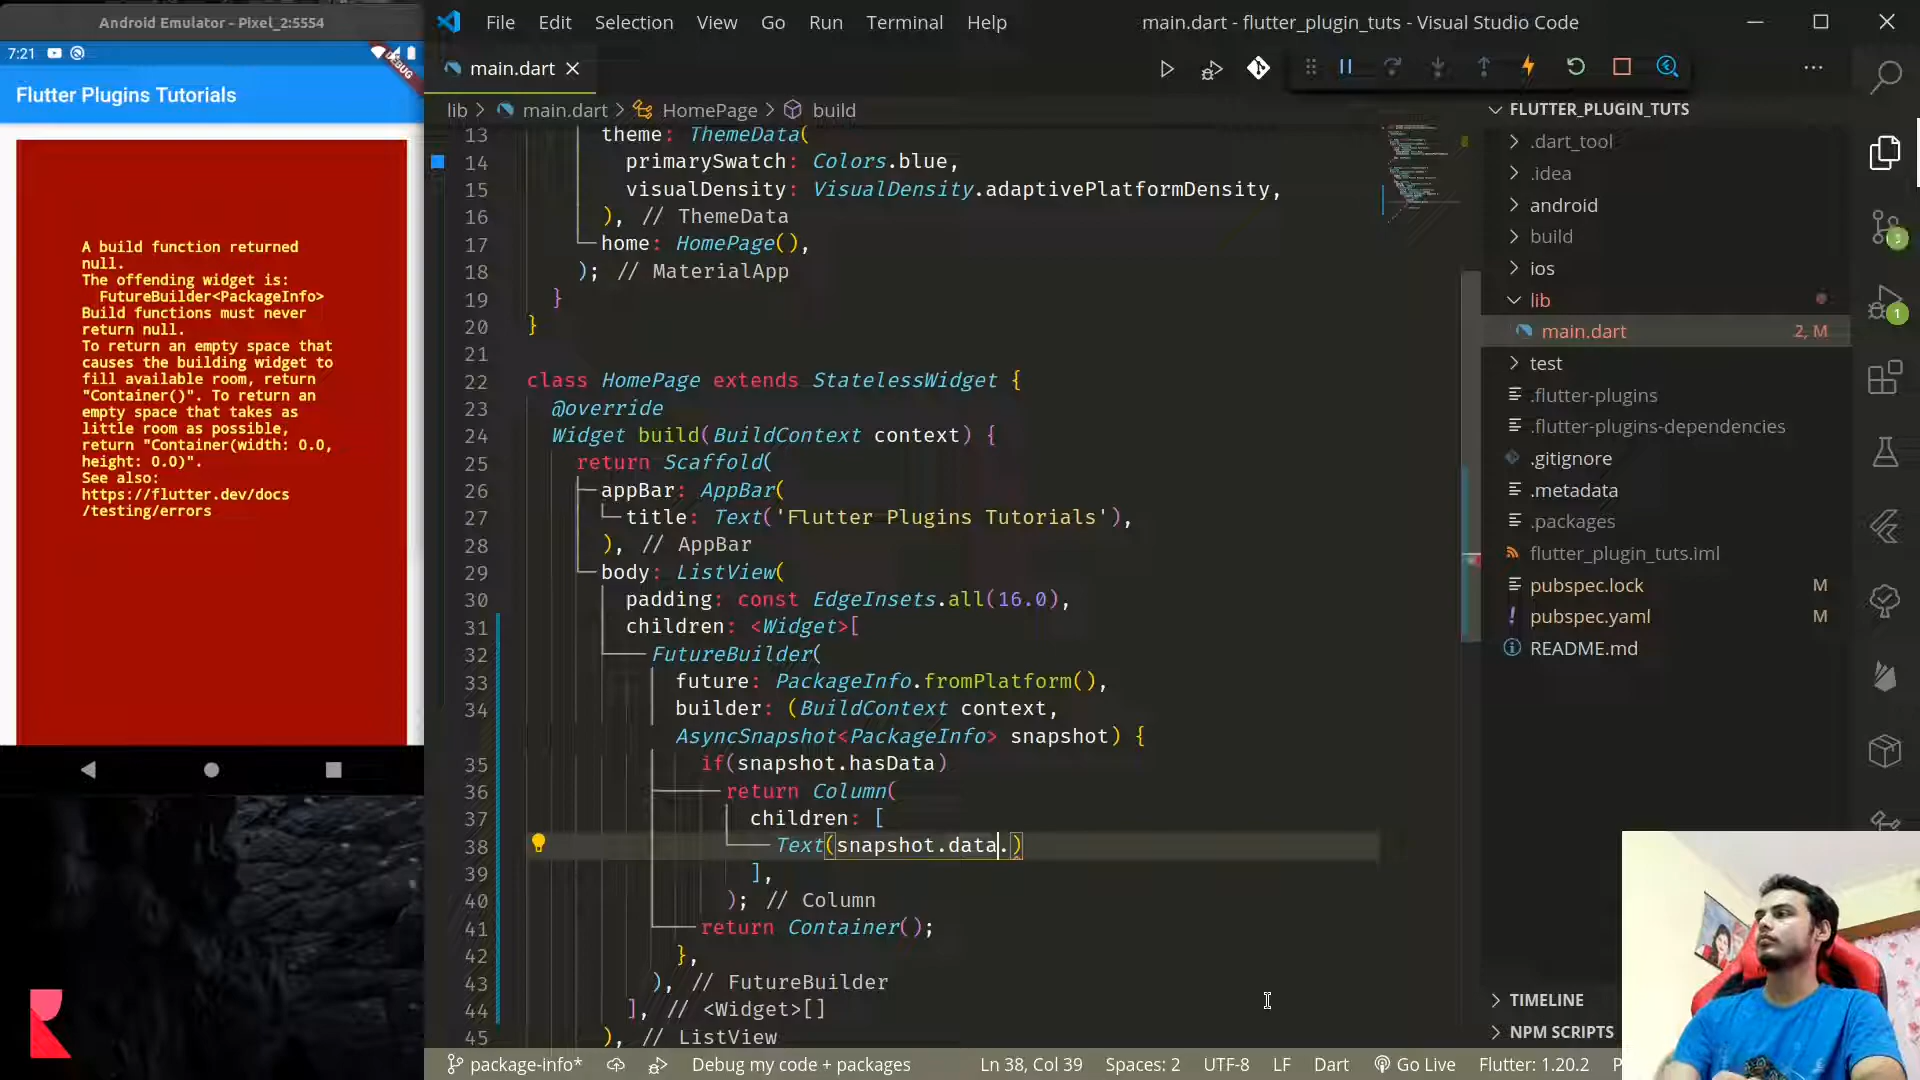 Android Emulator - Pixel_2:5554
7:21
DEBUG
Flutter Plugins Tutorials
A build function returned
null.
The offending widget is:
FutureBuilder<PackageInfo>
Build functions must never
return null.
To return an empty space that
causes the building widget to
fill available room, return
"Container()". To return an
empty space that takes as
little room as possible,
return "Container(width: 0.0,
height: 0.0)".
See also:
https://flutter.dev/docs
/testing/errors
File Edit Selection View Go Run Terminal Help
main.dart - flutter_plugin_tuts - Visual Studio Code
main.dart
lib > main.dart > HomePage > build
13 theme: ThemeData(
14 primarySwatch: Colors.blue,
15 visualDensity: VisualDensity.adaptivePlatformDensity,
16 ), // ThemeData
17 home: HomePage(),
18 ); // MaterialApp
19 }
20 }
21
22 class HomePage extends StatelessWidget {
23 @override
24 Widget build(BuildContext context) {
25 return Scaffold(
26 appBar: AppBar(
27 title: Text('Flutter Plugins Tutorials'),
28 ), // AppBar
29 body: ListView(
30 padding: const EdgeInsets.all(16.0),
31 children: <Widget>[
32 FutureBuilder(
33 future: PackageInfo.fromPlatform(),
34 builder: (BuildContext context,
AsyncSnapshot<PackageInfo> snapshot) {
35 if(snapshot.hasData)
36 return Column(
37 children: [
38 Text(snapshot.data.)
39 ],
40 ); // Column
41 return Container();
42 },
43 ), // FutureBuilder
44 ], // <Widget>[]
45 ), // ListView
FLUTTER_PLUGIN_TUTS
.dart_tool
.idea
android
build
ios
lib
main.dart 2, M
test
.flutter-plugins
.flutter-plugins-dependencies
.gitignore
.metadata
.packages
flutter_plugin_tuts.iml
pubspec.lock M
pubspec.yaml M
README.md
TIMELINE
NPM SCRIPTS
3
1
package-info*
Debug my code + packages
Ln 38, Col 39
Spaces: 2
UTF-8
LF
Dart
Go Live
Flutter: 1.20.2